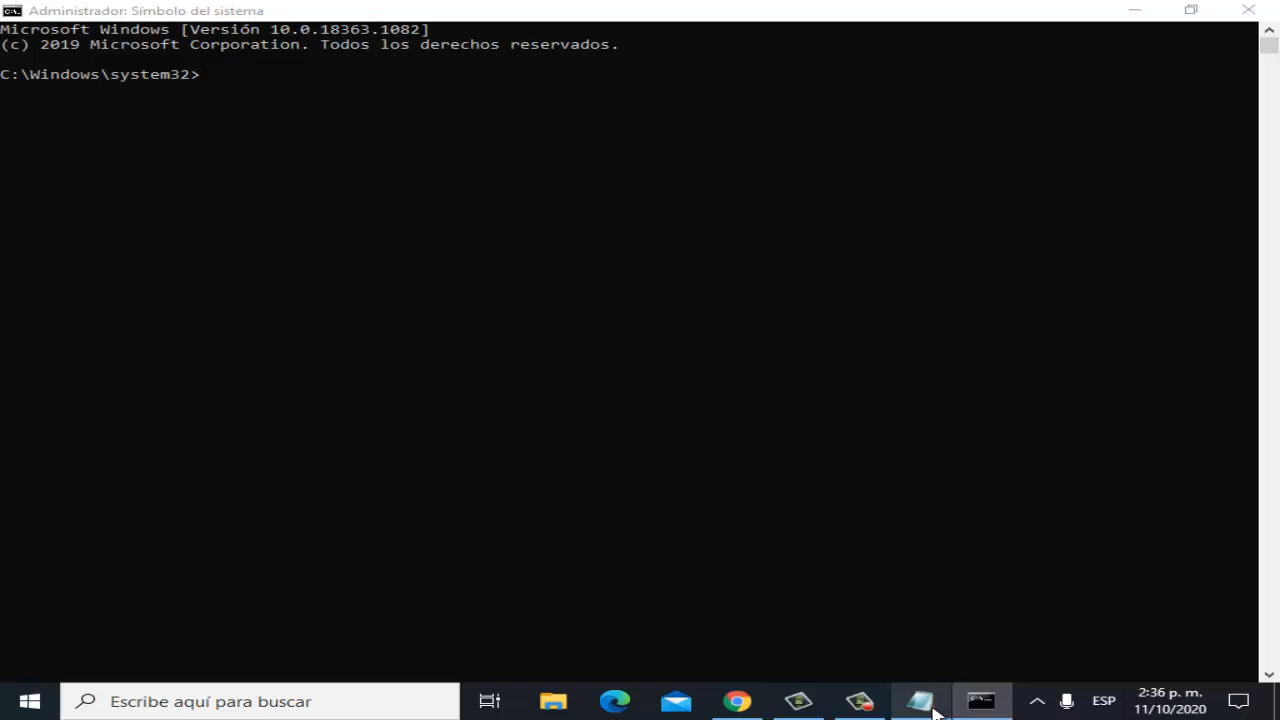 Administrador: Símbolo del sistema
Microsoft Windows [Versión 10.0.18363.1082]
(c) 2019 Microsoft Corporation. Todos los derechos reservados.
C:\Windows\system32>
Escribe aquí para buscar
ESP
2:36 p. m.
11/10/2020